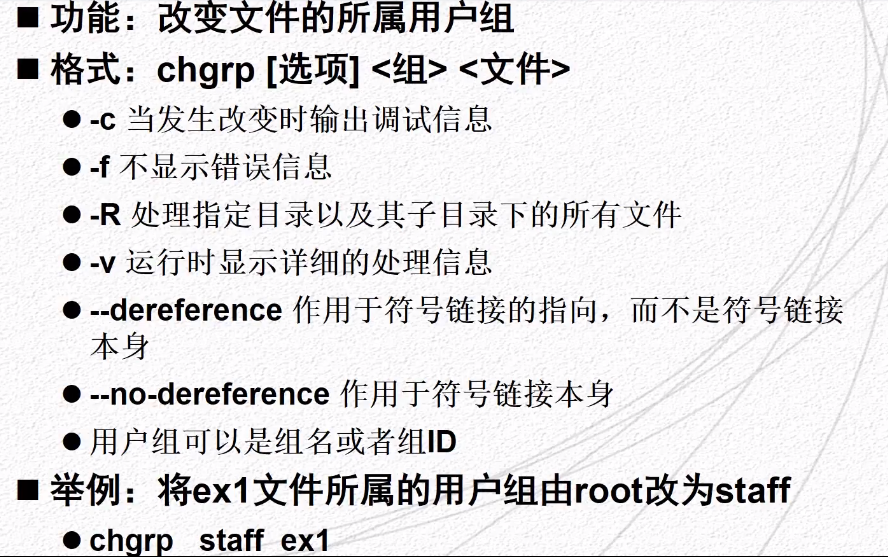 ■ 功能：改变文件的所属用户组
■ 格式：chgrp [选项] <组> <文件>
● -c 当发生改变时输出调试信息
● -f 不显示错误信息
● -R 处理指定目录以及其子目录下的所有文件
● -v 运行时显示详细的处理信息
● --dereference 作用于符号链接的指向，而不是符号链接
本身
● --no-dereference 作用于符号链接本身
● 用户组可以是组名或者组ID
■ 举例：将ex1文件所属的用户组由root改为staff
● chgrp staff ex1